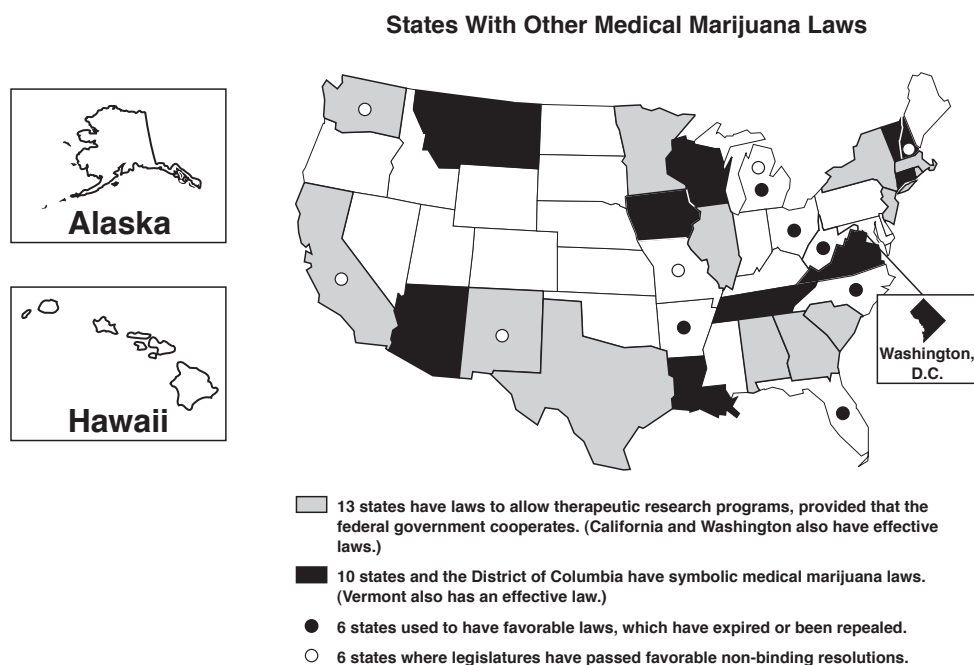 States With Other Medical Marijuana Laws
Alaska
Hawaii
Washington,
D.C.
13 states have laws to allow therapeutic research programs, provided that the
federal government cooperates. (California and Washington also have effective
laws.)
10 states and the District of Columbia have symbolic medical marijuana laws.
(Vermont also has an effective law.)
6 states used to have favorable laws, which have expired or been repealed.
6 states where legislatures have passed favorable non-binding resolutions.